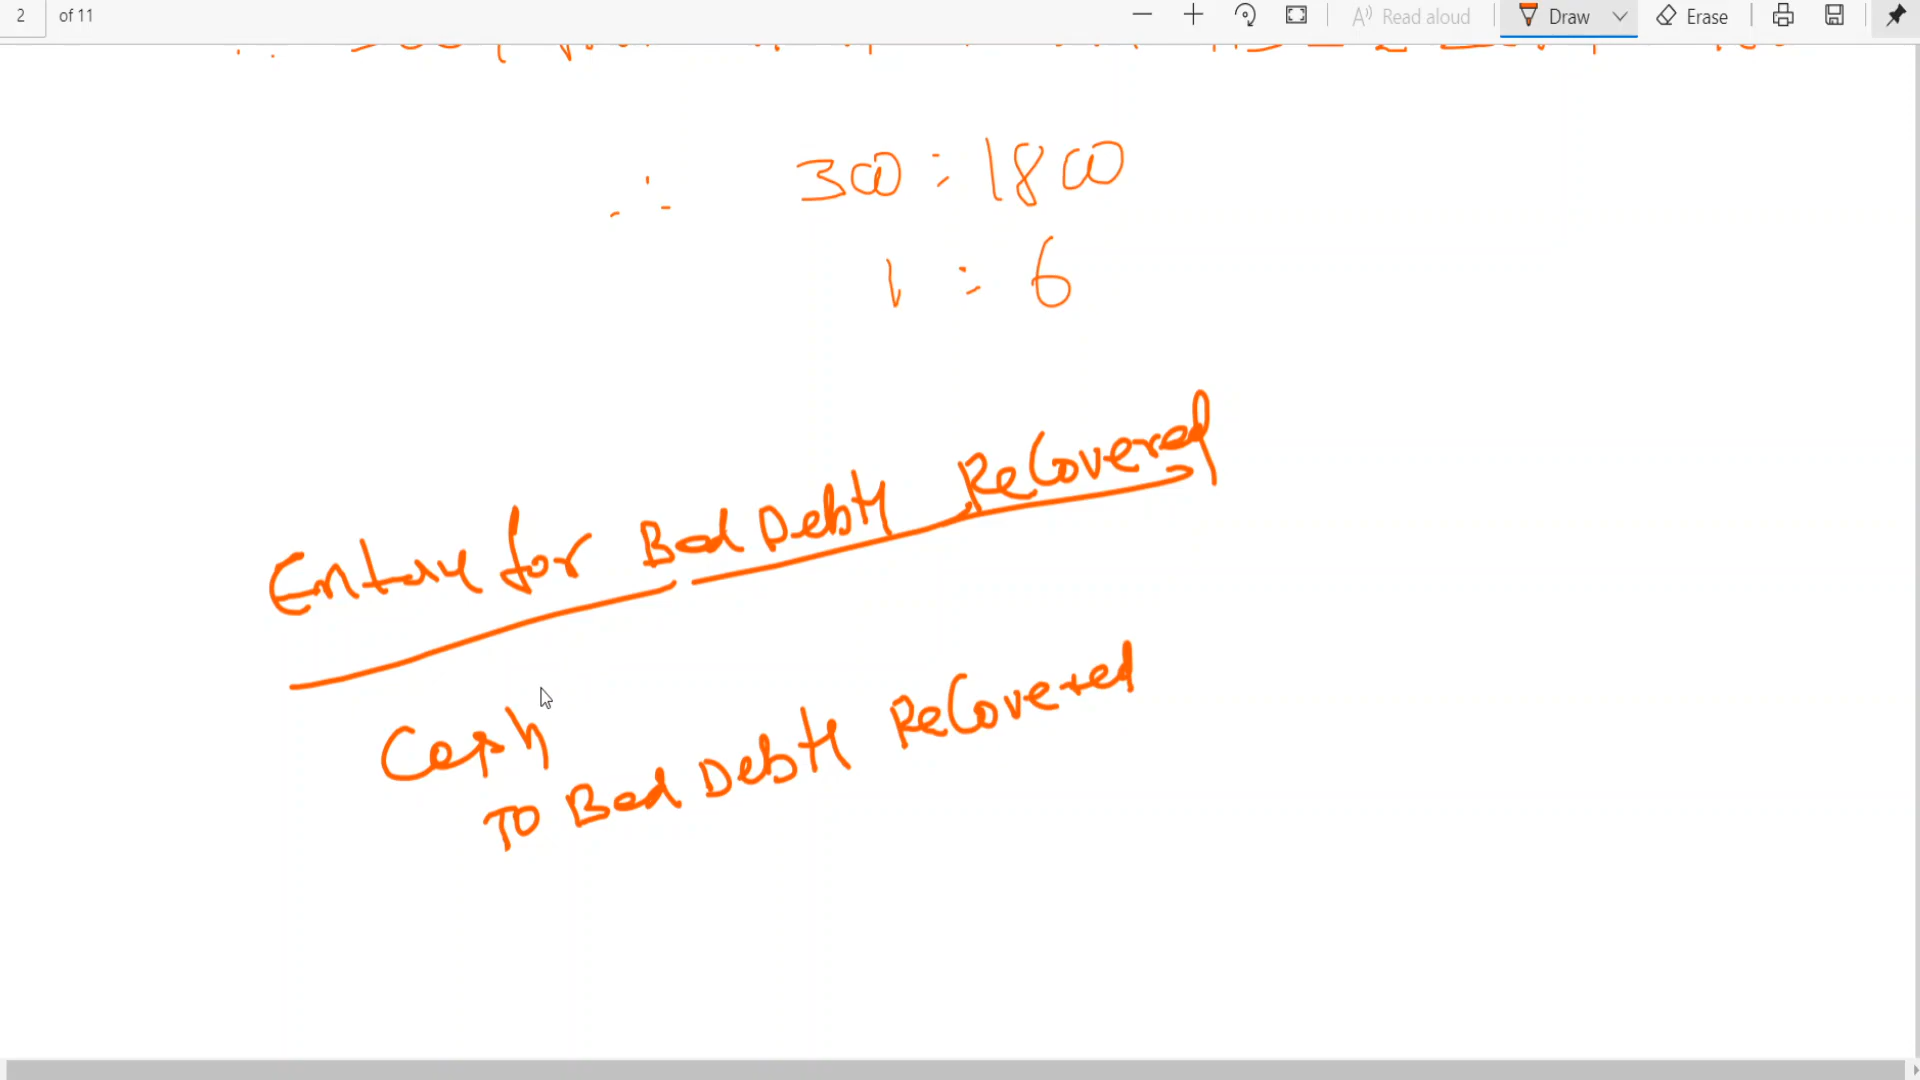 2 of 11 Read aloud Draw Erase
∴ 300 : 1800
1 : 6
Entry for Bad Debts Recovered
Cash
To Bad Debts Recovered